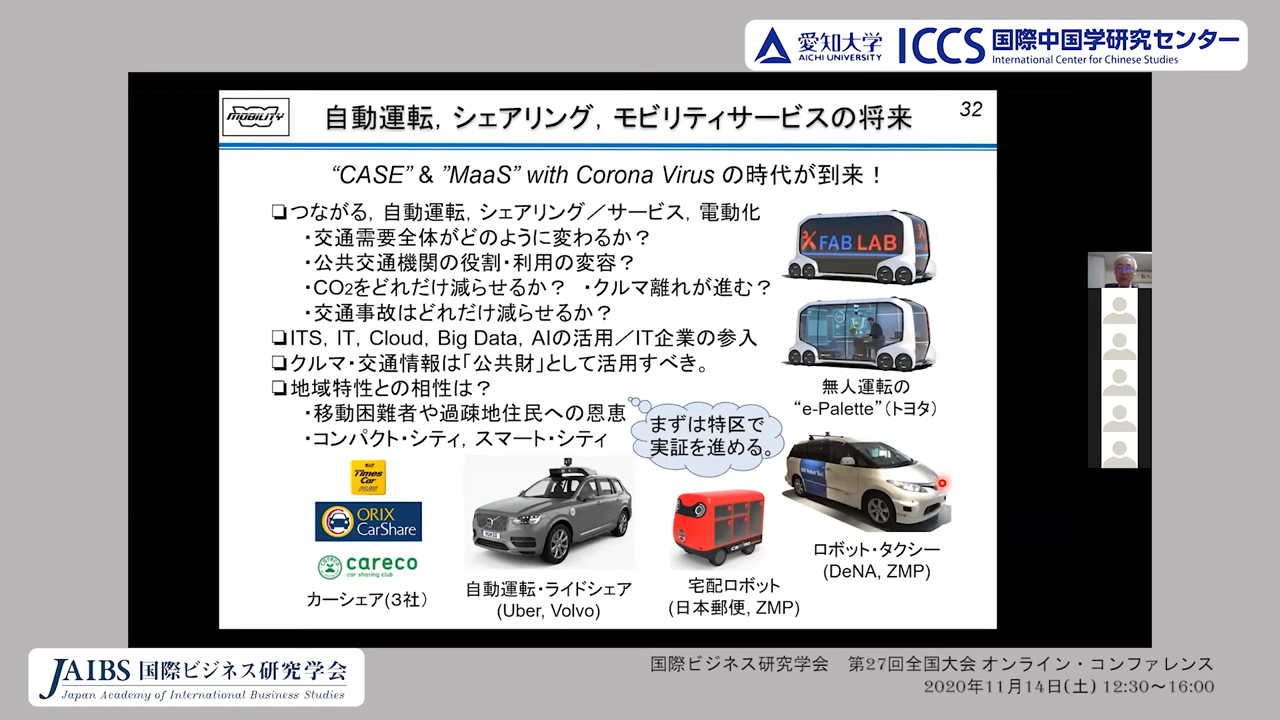 愛知大学
AICHI UNIVERSITY
ICCS 国際中国学研究センター
International Center for Chinese Studies
MOBILITY
自動運転，シェアリング，モビリティサービスの将来
32
“CASE” & ”MaaS” with Corona Virus の時代が到来！
❏つながる，自動運転，シェアリング／サービス，電動化
・交通需要全体がどのように変わるか？
・公共交通機関の役割・利用の変容？
・CO2をどれだけ減らせるか？ ・クルマ離れが進む？
・交通事故はどれだけ減らせるか？
❏ITS，IT，Cloud，Big Data，AIの活用／IT企業の参入
❏クルマ・交通情報は「公共財」として活用すべき。
❏地域特性との相性は？
・移動困難者や過疎地住民への恩恵
・コンパクト・シティ，スマート・シティ
まずは特区で
実証を進める。
FAB LAB
無人運転の
“e-Palette”（トヨタ）
Times
Car
ORIX
CarShare
careco
car sharing club
カーシェア(３社）
自動運転・ライドシェア
(Uber, Volvo)
宅配ロボット
(日本郵便, ZMP)
ロボット・タクシー
(DeNA, ZMP)
JAIBS 国際ビジネス研究学会
Japan Academy of International Business Studies
国際ビジネス研究学会　第27回全国大会 オンライン・コンファレンス
2020年11月14日(土) 12:30〜16:00